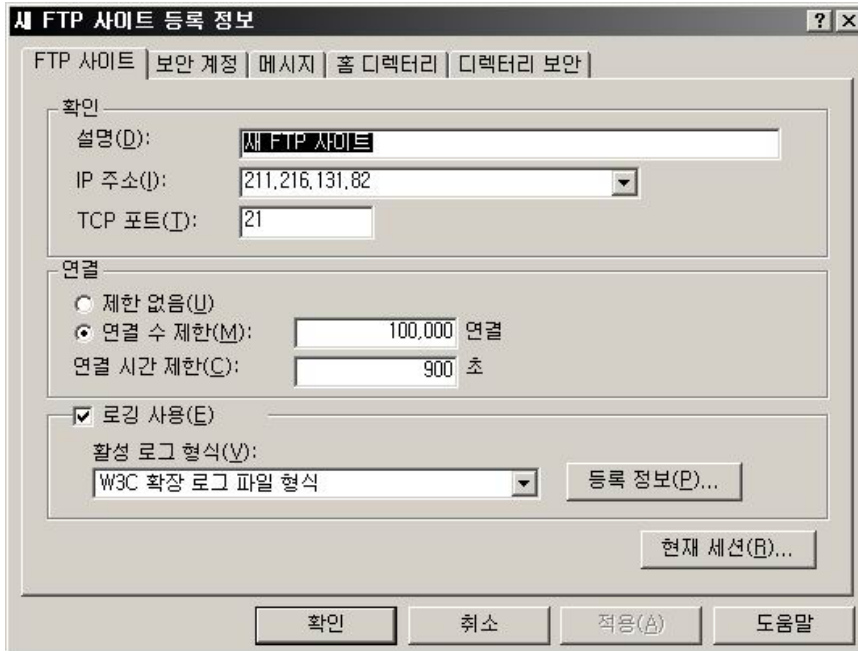 새 FTP 사이트 등록 정보
FTP 사이트 보안 계정 메시지 홈 디렉터리 디렉터리 보안
확인
설명(D): 새 FTP 사이트
IP 주소(I): 211,216,131,82
TCP 포트(T): 21
연결
제한 없음(U)
연결 수 제한(M): 100,000 연결
연결 시간 제한(C): 900 초
로깅 사용(E)
활성 로그 형식(V):
W3C 확장 로그 파일 형식 등록 정보(P)...
현재 세션(R)...
확인 취소 적용(A) 도움말